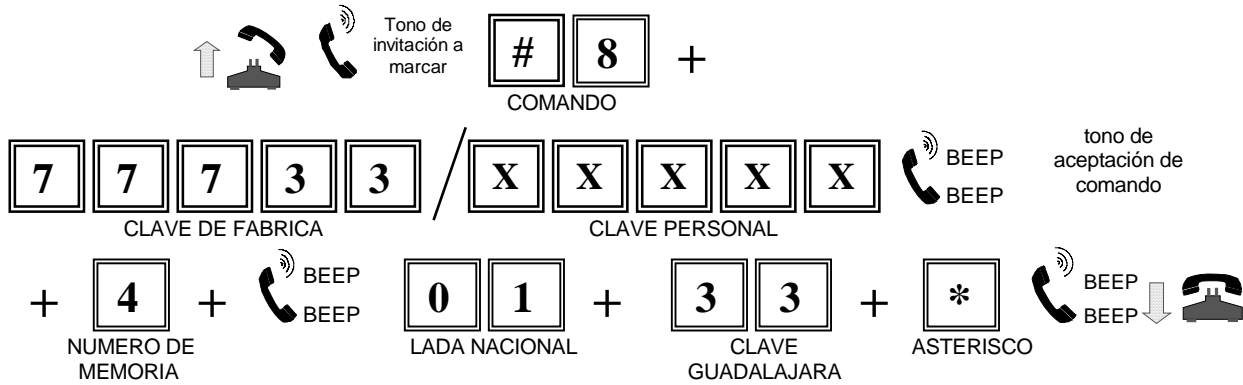 Tono de
invitación a
marcar
# 8 +
COMANDO
7 7 7 3 3 / X X X X X
BEEP
BEEP
tono de
aceptación de
comando
CLAVE DE FABRICA
CLAVE PERSONAL
+ 4 +
BEEP
BEEP
0 1 + 3 3 + *
BEEP
BEEP
NUMERO DE
MEMORIA
LADA NACIONAL
CLAVE
GUADALAJARA
ASTERISCO